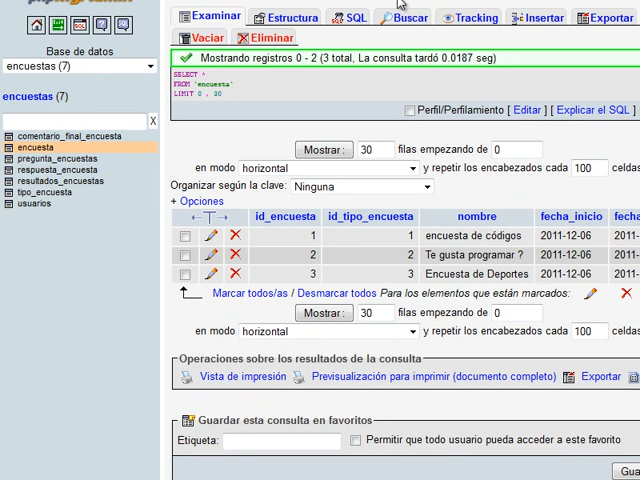 Examinar Estructura SQL Buscar Tracking Insertar Exportar
Vaciar Eliminar
Base de datos
encuestas (7)
encuestas (7)
X
comentario_final_encuesta
encuesta
pregunta_encuestas
respuesta_encuesta
resultados_encuestas
tipo_encuesta
usuarios
Mostrando registros 0 - 2 (3 total, La consulta tardó 0.0187 seg)
SELECT *
FROM `encuesta`
LIMIT 0 , 30
Perfil/Perfilamiento [ Editar ] [ Explicar el SQL ]
Mostrar : 30 filas empezando de 0
en modo horizontal y repetir los encabezados cada 100 celdas
Organizar según la clave: Ninguna
+ Opciones
←T→ id_encuesta id_tipo_encuesta nombre fecha_inicio fecha
1 1 encuesta de códigos 2011-12-06 2011-
2 2 Te gusta programar ? 2011-12-06 2011-
3 3 Encuesta de Deportes 2011-12-06 2011-
Marcar todos/as / Desmarcar todos Para los elementos que están marcados:
Mostrar : 30 filas empezando de 0
en modo horizontal y repetir los encabezados cada 100 celdas
Operaciones sobre los resultados de la consulta
Vista de impresión Previsualización para imprimir (documento completo) Exportar
Guardar esta consulta en favoritos
Etiqueta: Permitir que todo usuario pueda acceder a este favorito
Gua